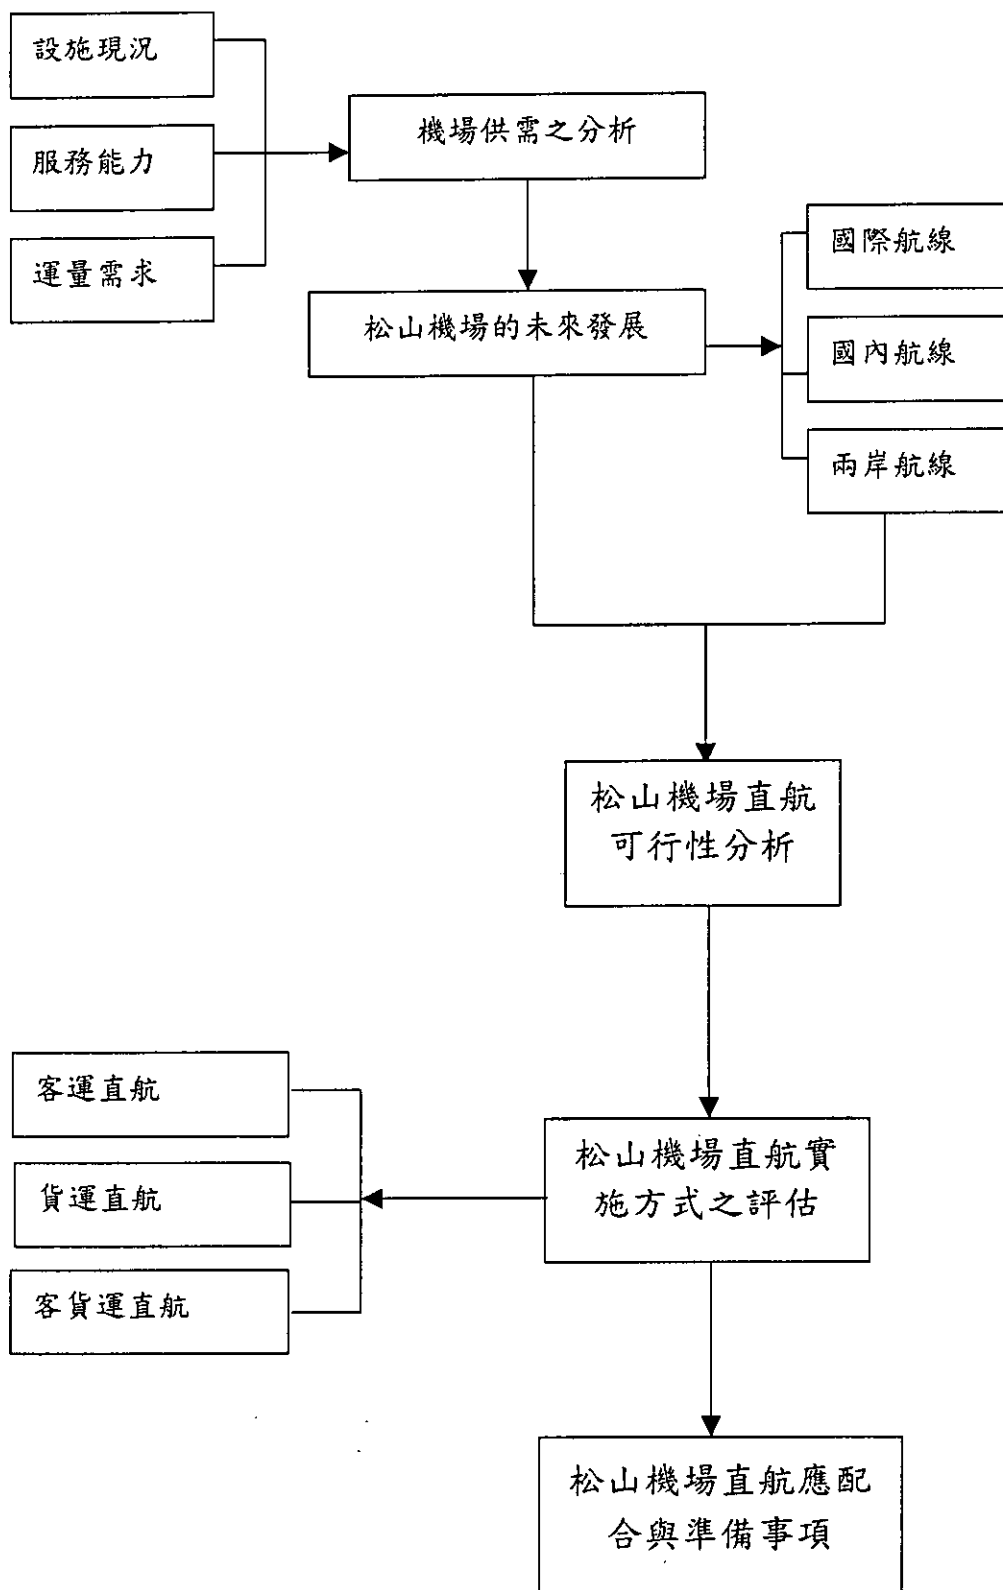 設施現況
服務能力
運量需求
機場供需之分析
松山機場的未來發展
國際航線
國內航線
兩岸航線
松山機場直航
可行性分析
松山機場直航實
施方式之評估
客運直航
貨運直航
客貨運直航
松山機場直航應配
合與準備事項